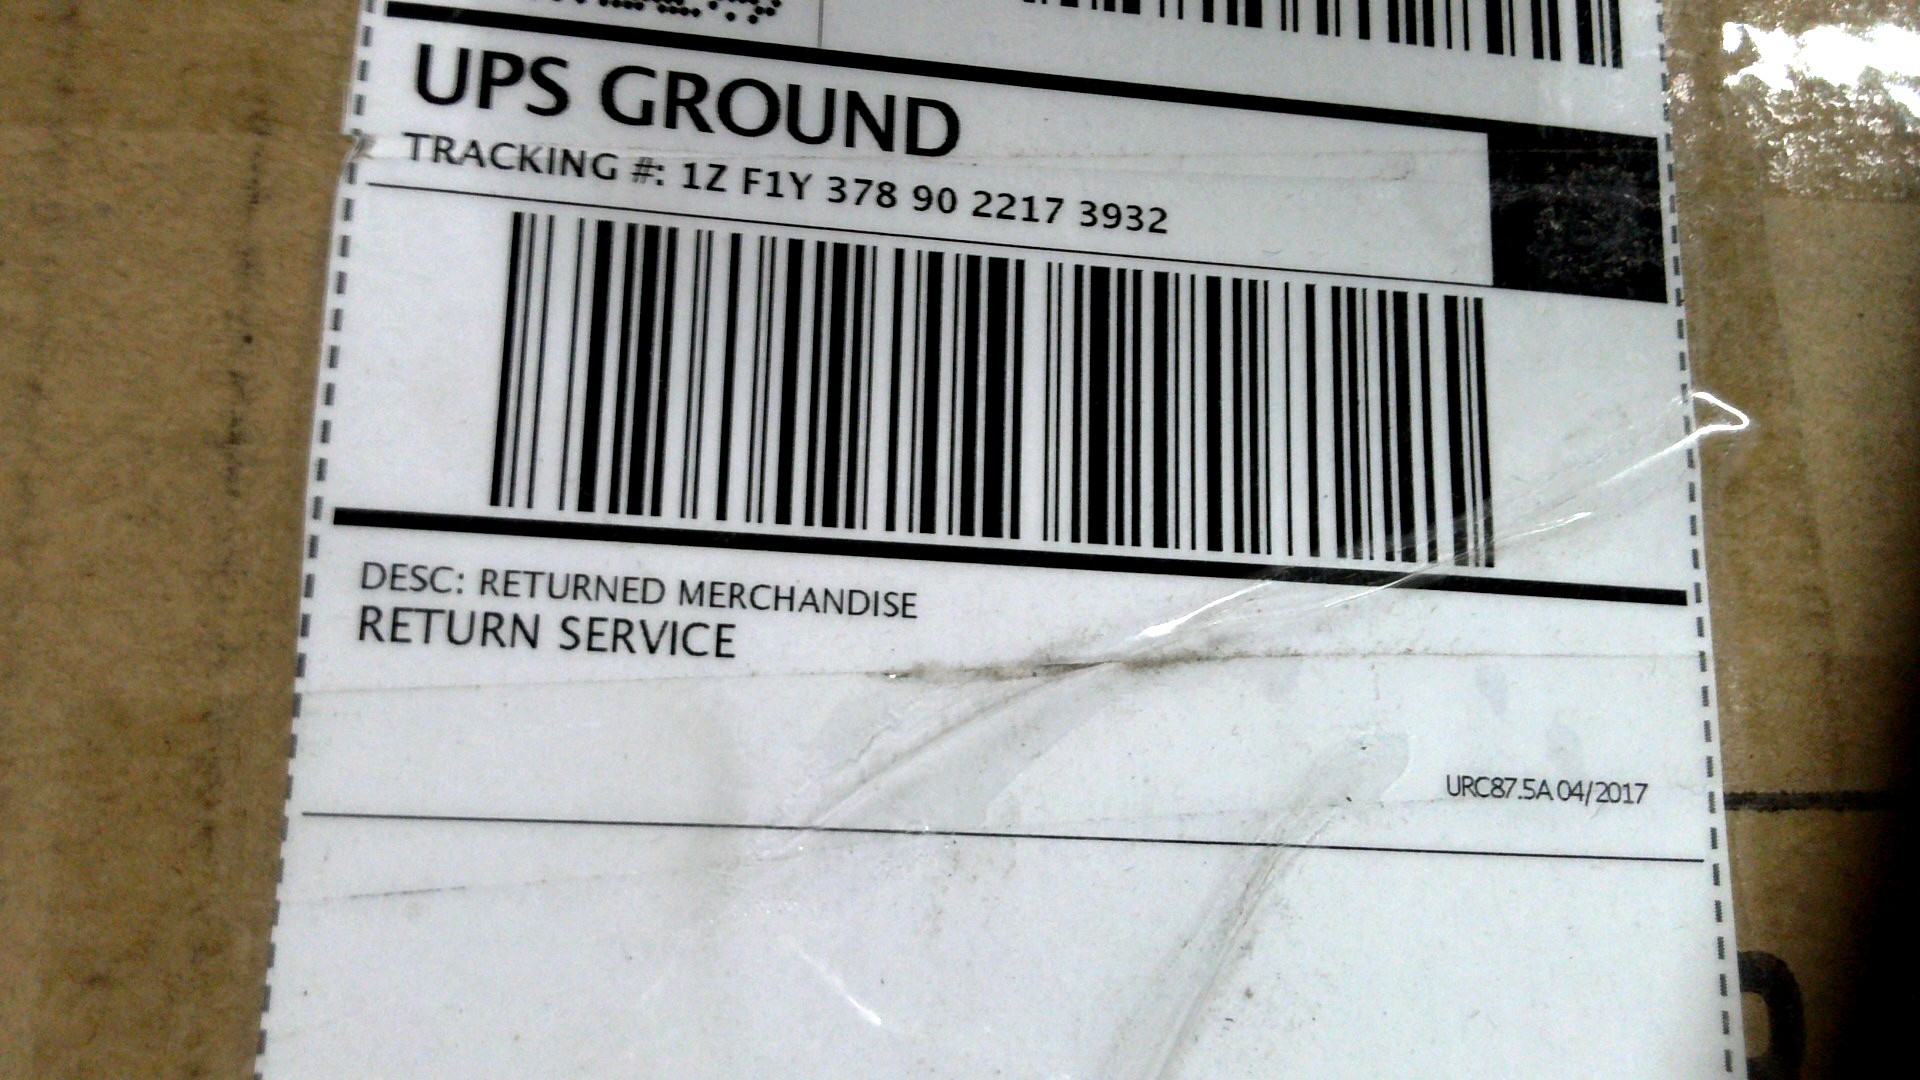 UPS GROUND
TRACKING #: 1Z F1Y 378 90 2217 3932
DESC: RETURNED MERCHANDISE
RETURN SERVICE
URC87.5A 04/2017